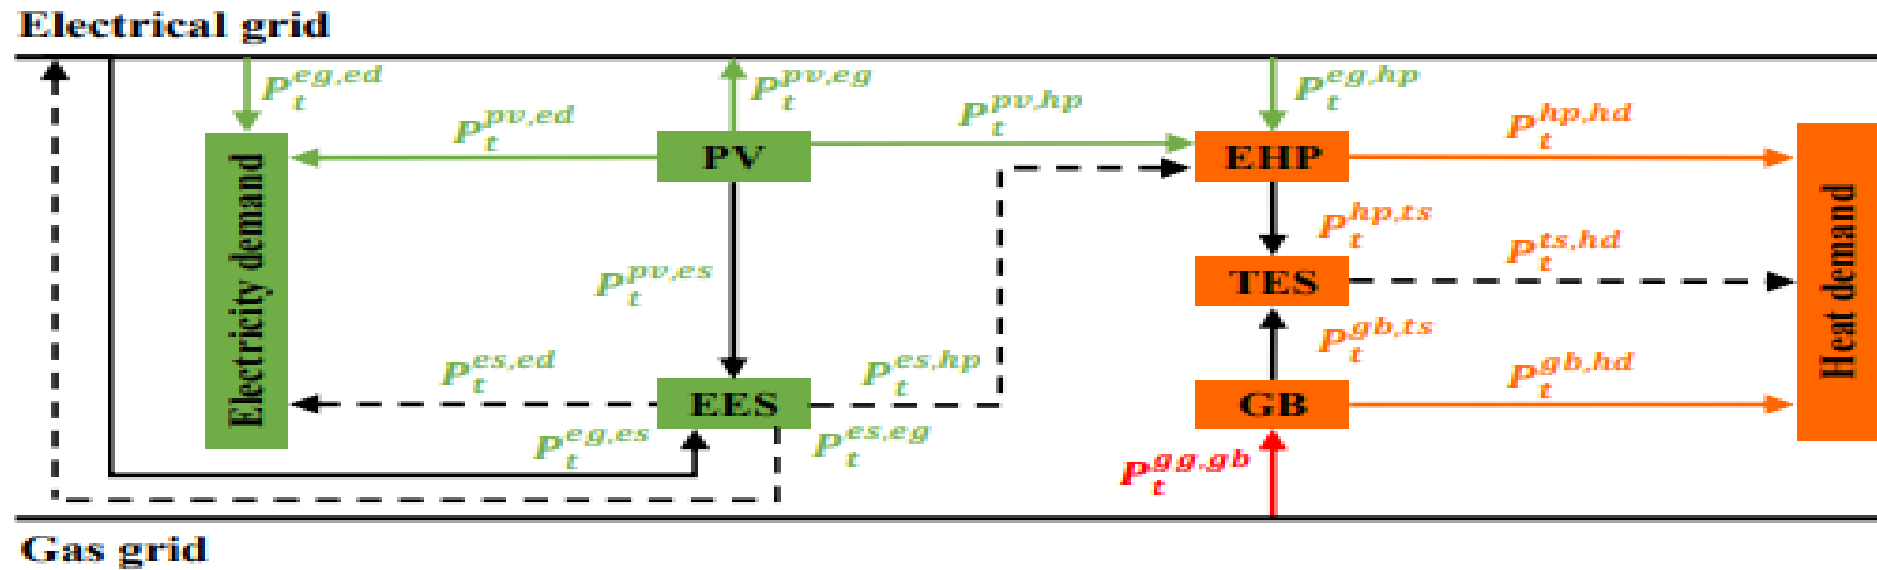 Electrical grid
P_t^{eg,ed}
P_t^{pv,eg}
P_t^{eg,hp}
P_t^{pv,ed}
P_t^{pv,hp}
P_t^{hp,hd}
PV
EHP
Electricity demand
Heat demand
P_t^{hp,ts}
P_t^{ts,hd}
P_t^{pv,es}
TES
P_t^{gb,ts}
P_t^{es,ed}
P_t^{es,hp}
P_t^{gb,hd}
EES
GB
P_t^{eg,es}
P_t^{es,eg}
P_t^{gg,gb}
Gas grid